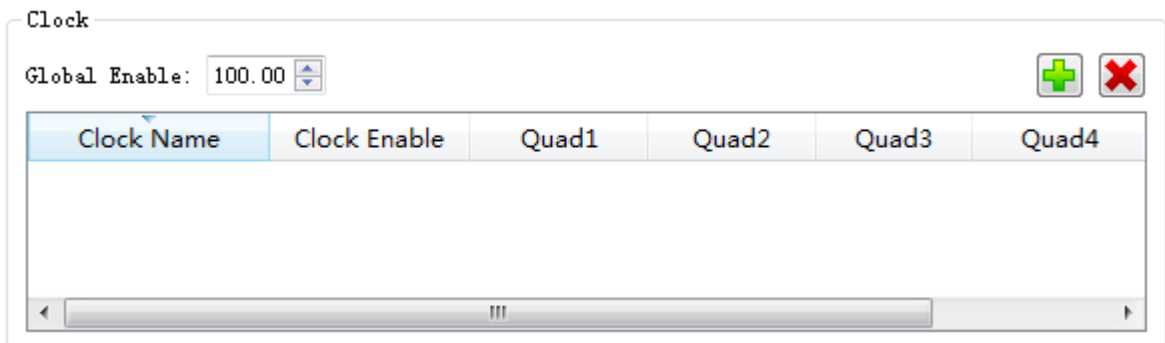 Clock
Global Enable: 100.00
Clock Name Clock Enable Quad1 Quad2 Quad3 Quad4